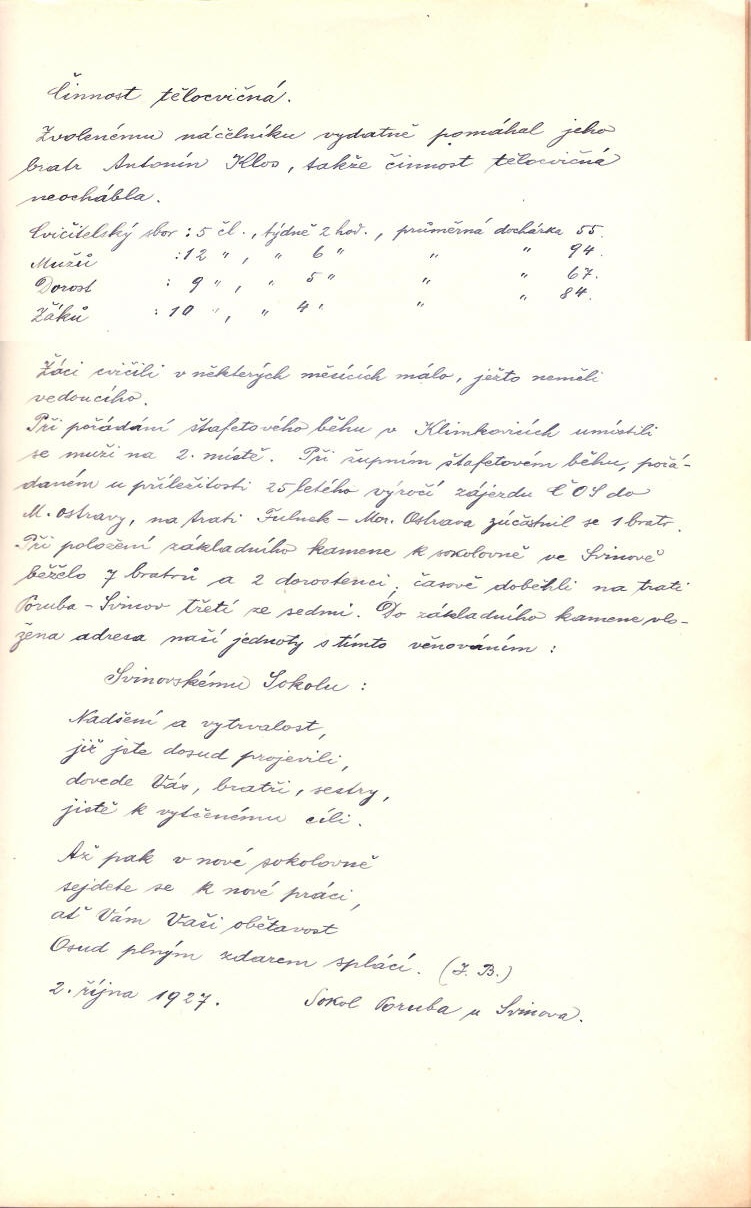 Činnost tělocvičná.
Zvolenému náčelníku vydatně pomáhal jeho
bratr Antonín Klos, takže činnost tělocvičná
neochábla.
Cvičitelský sbor : 5 čl., týdně 2 hod., průměrná docházka 55.
Mužů : 12 " , " 6 " " " 94.
Dorost : 9 " , " 5 " " " 67.
Žáků : 10 " , " 4 " " " 84.
Žáci cvičili v některých měsících málo, ježto neměli
vedoucího.
Při pořádání štafetového běhu v Klimkovicích umístili
se muži na 2. místě. Při župním štafetovém běhu, pořá-
daném u příležitosti 25letého výročí zájezdu ČOS do
M. Ostravy, na trati Fulnek – Mor. Ostrava zúčastnil se 1 bratr.
Při položení základního kamene k sokolovně ve Svinově
běželo 7 bratrů a 2 dorostenci, časově doběhli na trati
Poruba – Svinov třetí ze sedmi. Do základního kamene vlo-
žena adresa naší jednoty s tímto věnováním :
Svinovskému Sokolu :
Nadšení a vytrvalost,
již jste dosud projevili,
dovede Vás, bratři, sestry,
jistě k vytčenému cíli.
Až pak v nové sokolovně
sejdete se k nové práci,
ať Vám Vaši obětavost
Osud plným zdarem splácí. (J. B.)
2. října 1927. Sokol Poruba u Svinova.